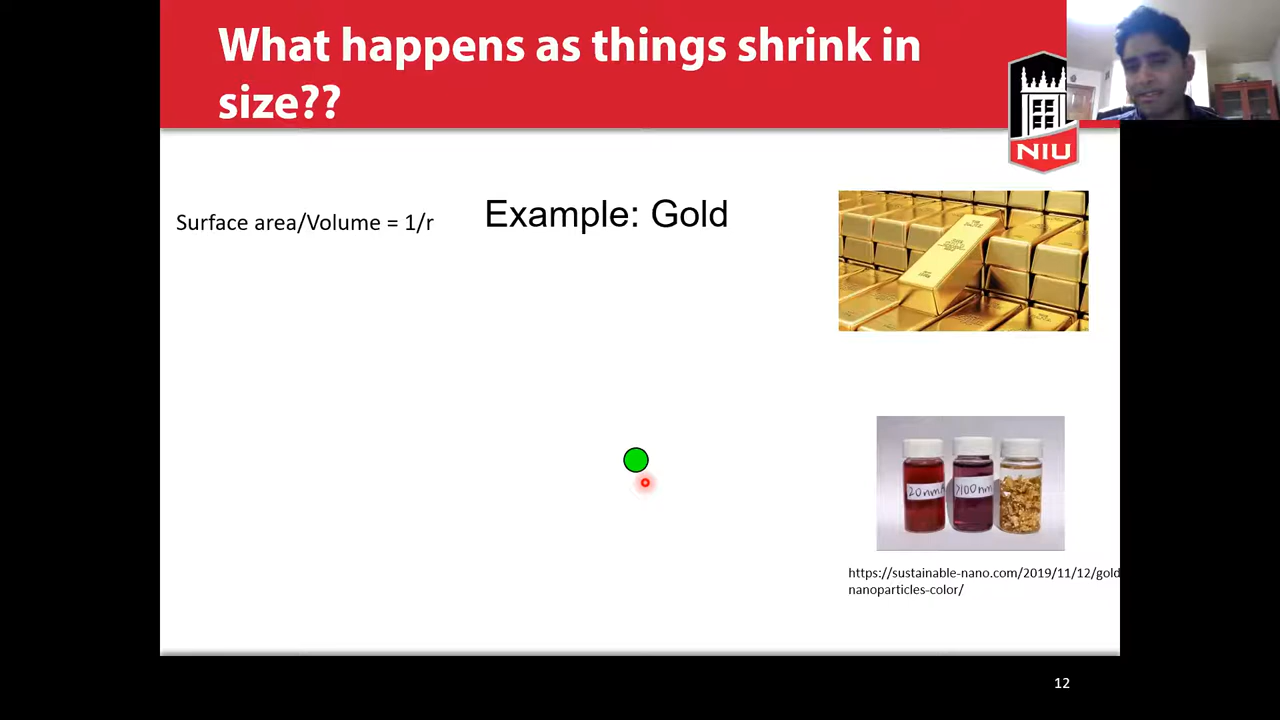 What happens as things shrink in
size??
NIU
Surface area/Volume = 1/r
Example: Gold
20nm
>100nm
https://sustainable-nano.com/2019/11/12/gold
nanoparticles-color/
12